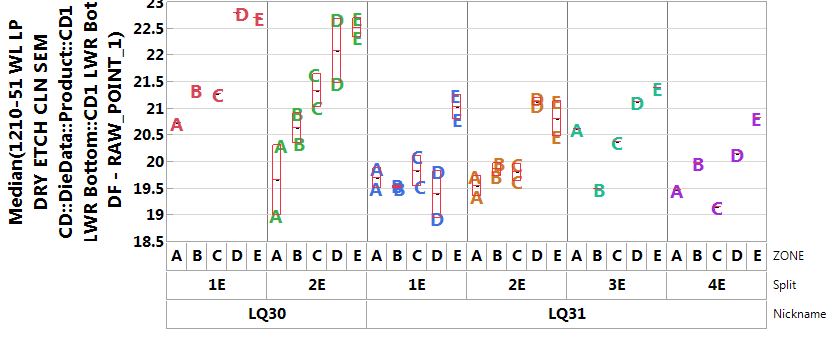 Median(1210-51 WL LP
DRY ETCH CLN SEM
CD::DieData::Product::CD1
LWR Bottom::CD1 LWR Bot
DF - RAW_POINT_1)
23
22.5
22
21.5
21
20.5
20
19.5
19
18.5
A B C D E A B C D E A B C D E A B C D E A B C D E A B C D E
A B C D E A B C D E A B C D E A B C D E A B C D E A B C D E ZONE
1E 2E 1E 2E 3E 4E Split
LQ30 LQ31 Nickname